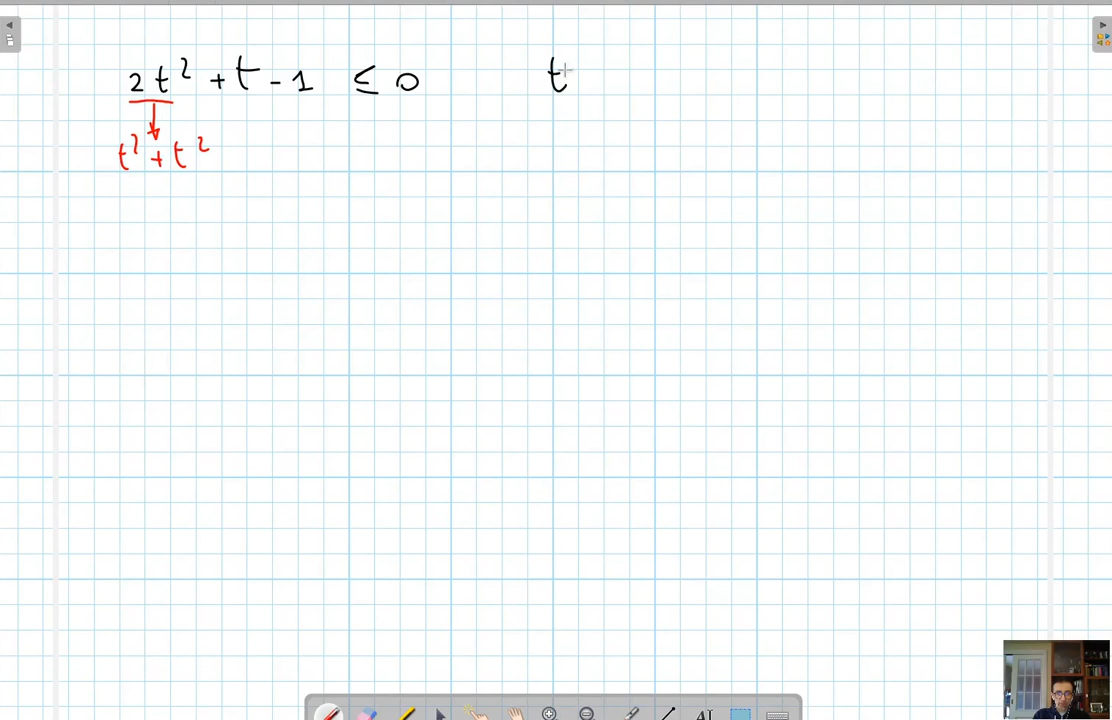 2t² + t - 1 ≤ 0 t
t² + t²